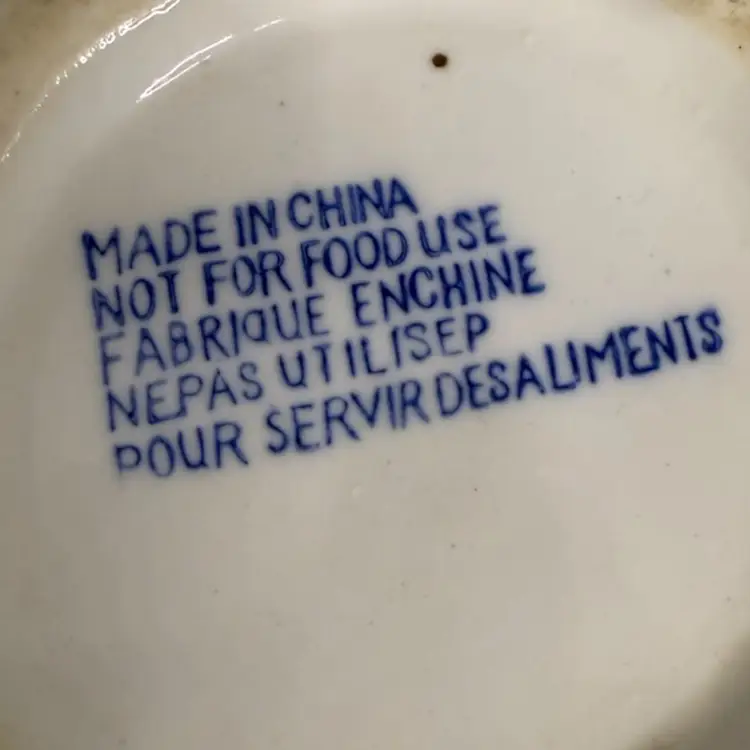 MADE IN CHINA
NOT FOR FOOD USE
FABRIQUE ENCHINE
NEPAS UTILISEP
POUR SERVIR DESALIMENTS